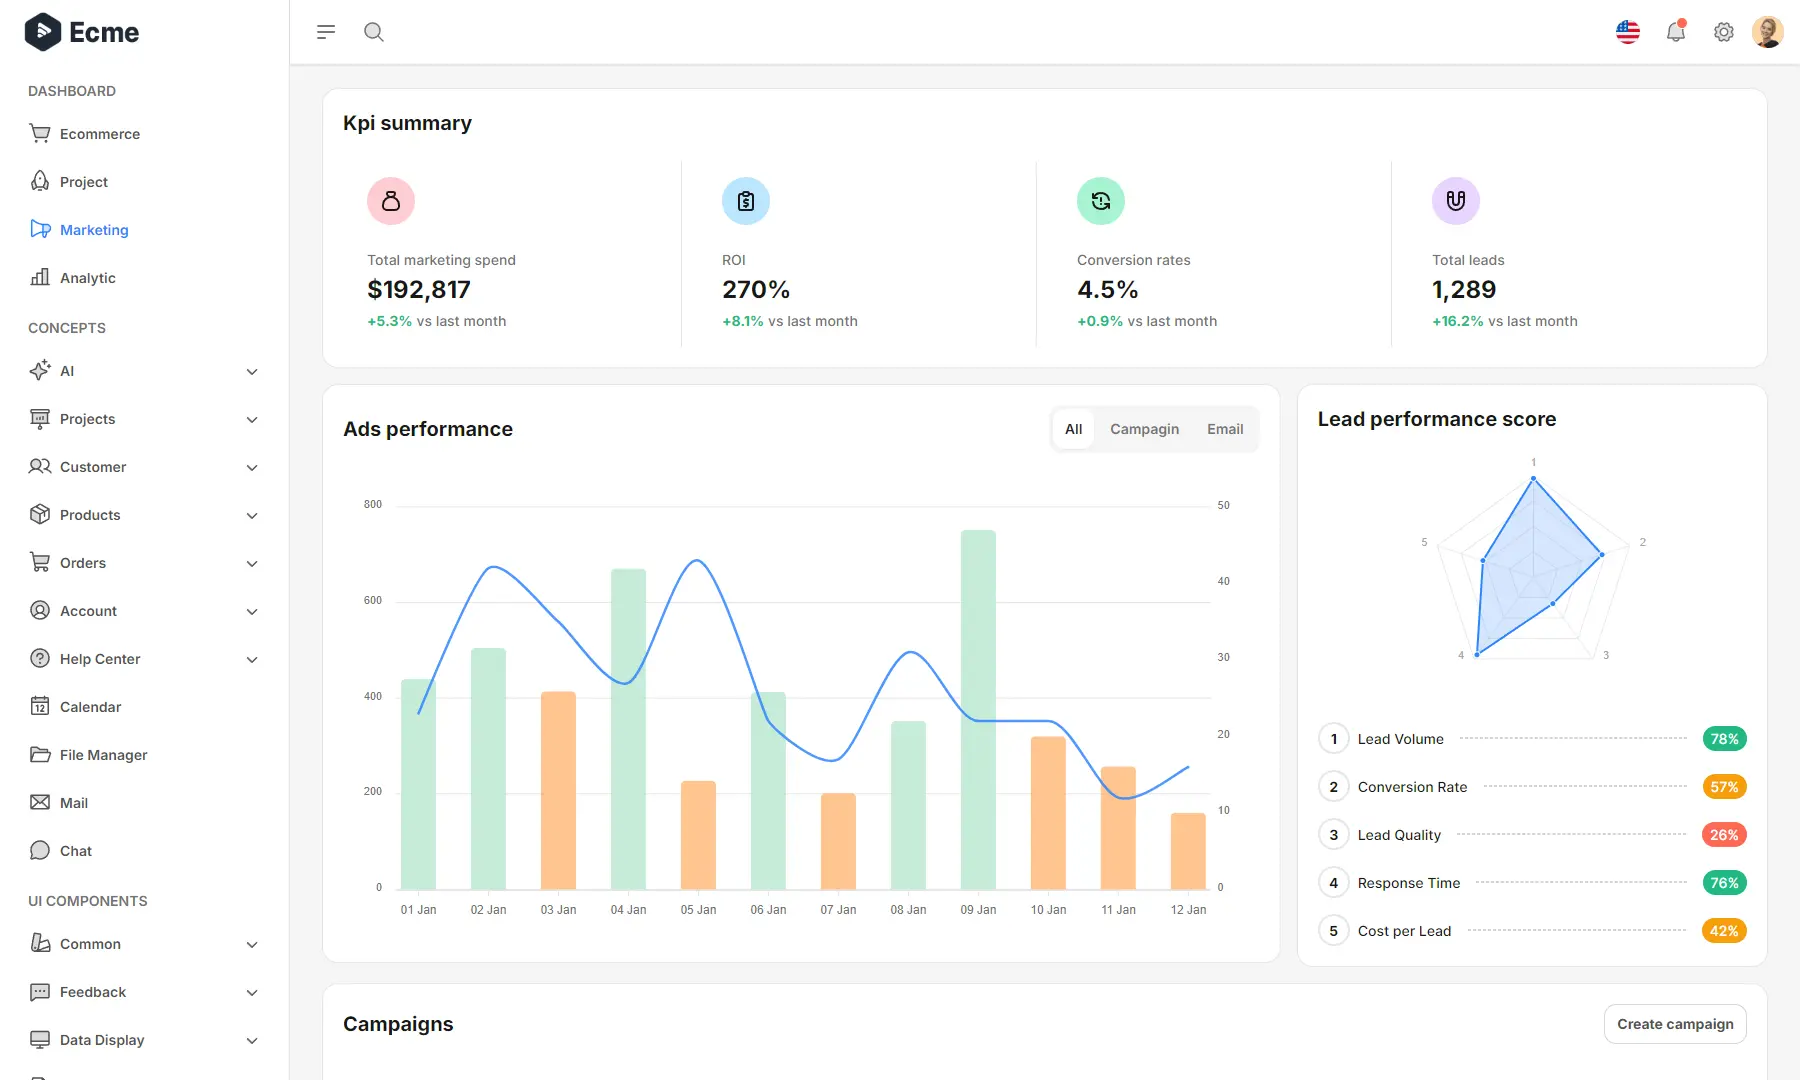 Ecme
DASHBOARD
Ecommerce
Project
Marketing
Analytic
CONCEPTS
AI
Projects
Customer
Products
Orders
Account
Help Center
12
Calendar
File Manager
Mail
Chat
UI COMPONENTS
Common
Feedback
Data Display
Kpi summary
Total marketing spend
$192,817
+5.3% vs last month
ROI
270%
+8.1% vs last month
Conversion rates
4.5%
+0.9% vs last month
Total leads
1,289
+16.2% vs last month
Ads performance
All
Campagin
Email
800
600
400
200
0
50
40
30
20
10
0
01 Jan
02 Jan
03 Jan
04 Jan
05 Jan
06 Jan
07 Jan
08 Jan
09 Jan
10 Jan
11 Jan
12 Jan
Lead performance score
1
2
3
4
5
1 Lead Volume 78%
2 Conversion Rate 57%
3 Lead Quality 26%
4 Response Time 76%
5 Cost per Lead 42%
Campaigns
Create campaign